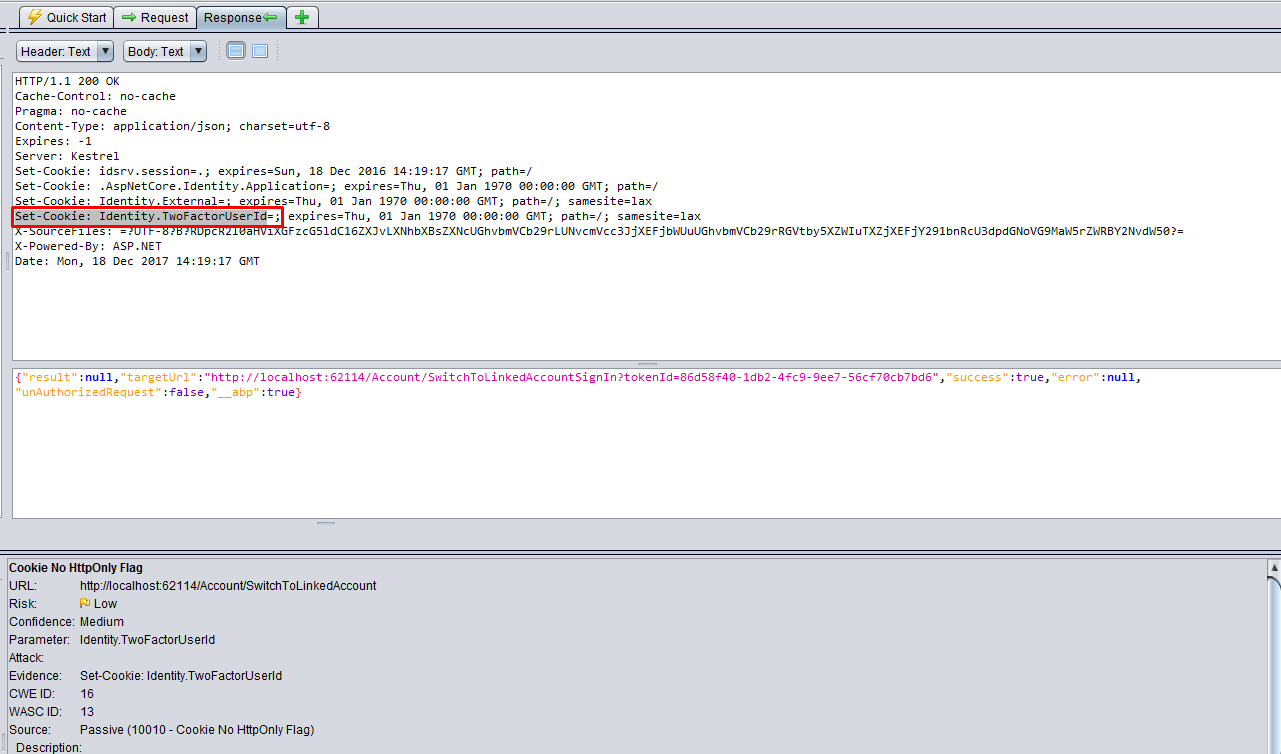 Quick Start Request Response
Header: Text Body: Text
HTTP/1.1 200 OK
Cache-Control: no-cache
Pragma: no-cache
Content-Type: application/json; charset=utf-8
Expires: -1
Server: Kestrel
Set-Cookie: idsrv.session=.; expires=Sun, 18 Dec 2016 14:19:17 GMT; path=/
Set-Cookie: .AspNetCore.Identity.Application=; expires=Thu, 01 Jan 1970 00:00:00 GMT; path=/
Set-Cookie: Identity.External=; expires=Thu, 01 Jan 1970 00:00:00 GMT; path=/; samesite=lax
Set-Cookie: Identity.TwoFactorUserId=; expires=Thu, 01 Jan 1970 00:00:00 GMT; path=/; samesite=lax
X-SourceFiles: =?UTF-8?B?RDpcR2l0aHViXGFzcG5ldC16ZXJvLXNhbXBsZXNcUGhvbmVCb29rLUNvcmVcc3JjXEFjbWUuUGhvbmVCb29rRGVtby5XZWIuTXZjXEFjY291bnRcU3dpdGNoVG9MaW5rZWRBY2NvdW50?=
X-Powered-By: ASP.NET
Date: Mon, 18 Dec 2017 14:19:17 GMT
{"result":null,"targetUrl":"http://localhost:62114/Account/SwitchToLinkedAccountSignIn?tokenId=86d58f40-1db2-4fc9-9ee7-56cf70cb7bd6","success":true,"error":null,
"unAuthorizedRequest":false,"__abp":true}
Cookie No HttpOnly Flag
URL: http://localhost:62114/Account/SwitchToLinkedAccount
Risk: Low
Confidence: Medium
Parameter: Identity.TwoFactorUserId
Attack:
Evidence: Set-Cookie: Identity.TwoFactorUserId
CWE ID: 16
WASC ID: 13
Source: Passive (10010 - Cookie No HttpOnly Flag)
Description: